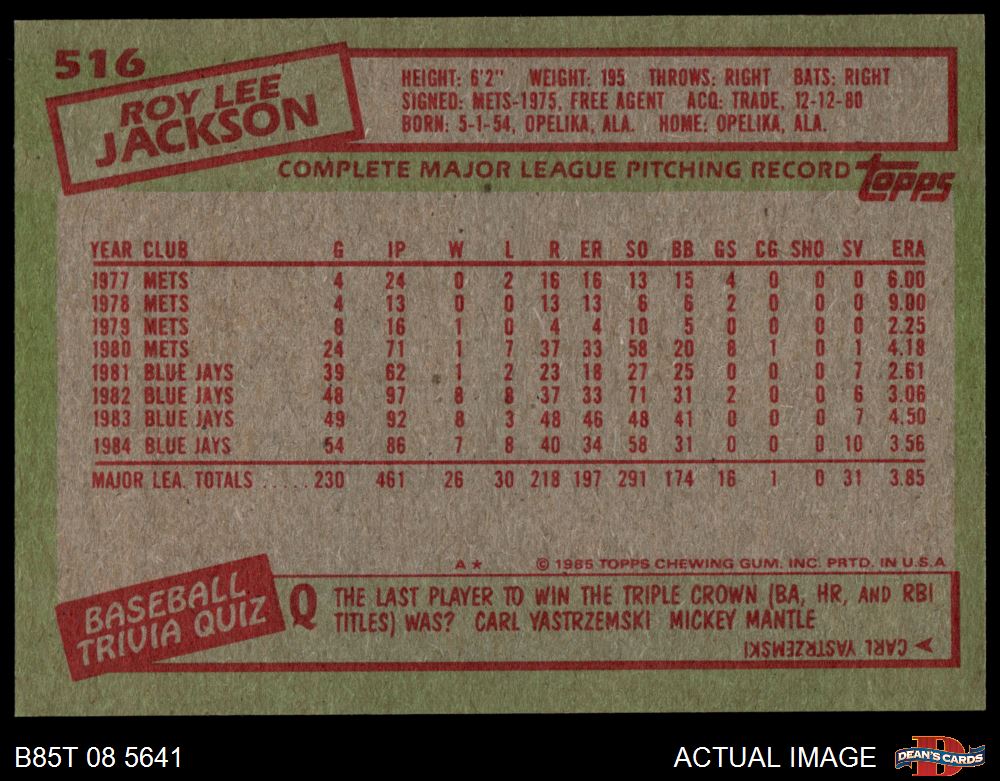 516
ROY LEE
JACKSON
HEIGHT: 6'2" WEIGHT: 195 THROWS: RIGHT BATS: RIGHT
SIGNED: METS-1975, FREE AGENT ACQ: TRADE, 12-12-80
BORN: 5-1-54, OPELIKA, ALA. HOME: OPELIKA, ALA.
COMPLETE MAJOR LEAGUE PITCHING RECORD
topps
YEAR CLUB G IP W L R ER SO BB GS CG SHO SV ERA
1977 METS 4 24 0 2 16 16 13 15 4 0 0 0 6.00
1978 METS 4 13 0 0 13 13 6 6 2 0 0 0 9.00
1979 METS 8 16 1 0 4 4 10 5 0 0 0 0 2.25
1980 METS 24 71 1 7 37 33 58 20 8 1 0 1 4.18
1981 BLUE JAYS 39 62 1 2 23 18 27 25 0 0 0 7 2.61
1982 BLUE JAYS 48 97 8 8 37 33 71 31 2 0 0 6 3.06
1983 BLUE JAYS 49 92 8 3 48 46 48 41 0 0 0 7 4.50
1984 BLUE JAYS 54 86 7 8 40 34 58 31 0 0 0 10 3.56
MAJOR LEA. TOTALS ..... 230 461 26 30 218 197 291 174 16 1 0 31 3.85
A★ © 1985 TOPPS CHEWING GUM, INC. PRTD. IN U.S.A
BASEBALL
TRIVIA QUIZ
Q THE LAST PLAYER TO WIN THE TRIPLE CROWN (BA, HR, AND RBI
TITLES) WAS? CARL YASTRZEMSKI MICKEY MANTLE
➤ CARL YASTRZEMSKI
B85T 08 5641
ACTUAL IMAGE
D
DEAN'S CARDS